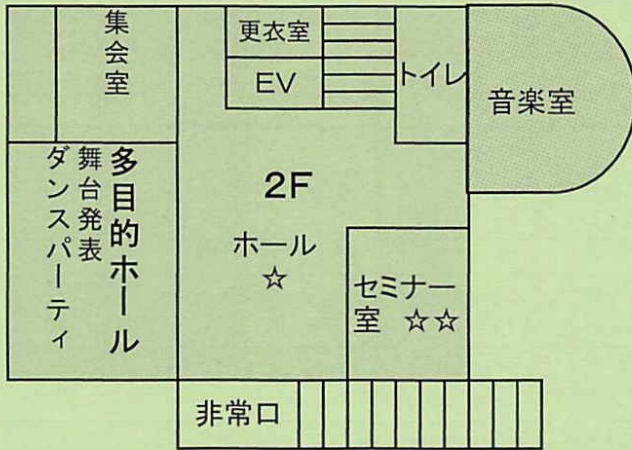 集会室
更衣室
EV
トイレ
音楽室
2F
ホール
☆
多目的ホール
舞台発表
ダンスパーティ
セミナー
室 ☆☆
非常口